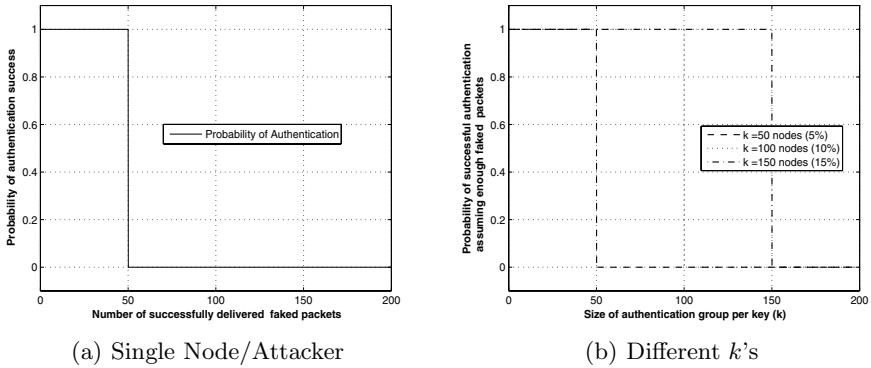 Probability of authentication success
1
0.8
0.6
0.4
0.2
0
0 50 100 150 200
Number of successfully delivered faked packets
Probability of Authentication
(a) Single Node/Attacker
Probability of successful authentication
assuming enough faked packets
1
0.8
0.6
0.4
0.2
0
0 50 100 150 200
Size of authentication group per key (k)
k =50 nodes (5%)
k =100 nodes (10%)
k =150 nodes (15%)
(b) Different k's